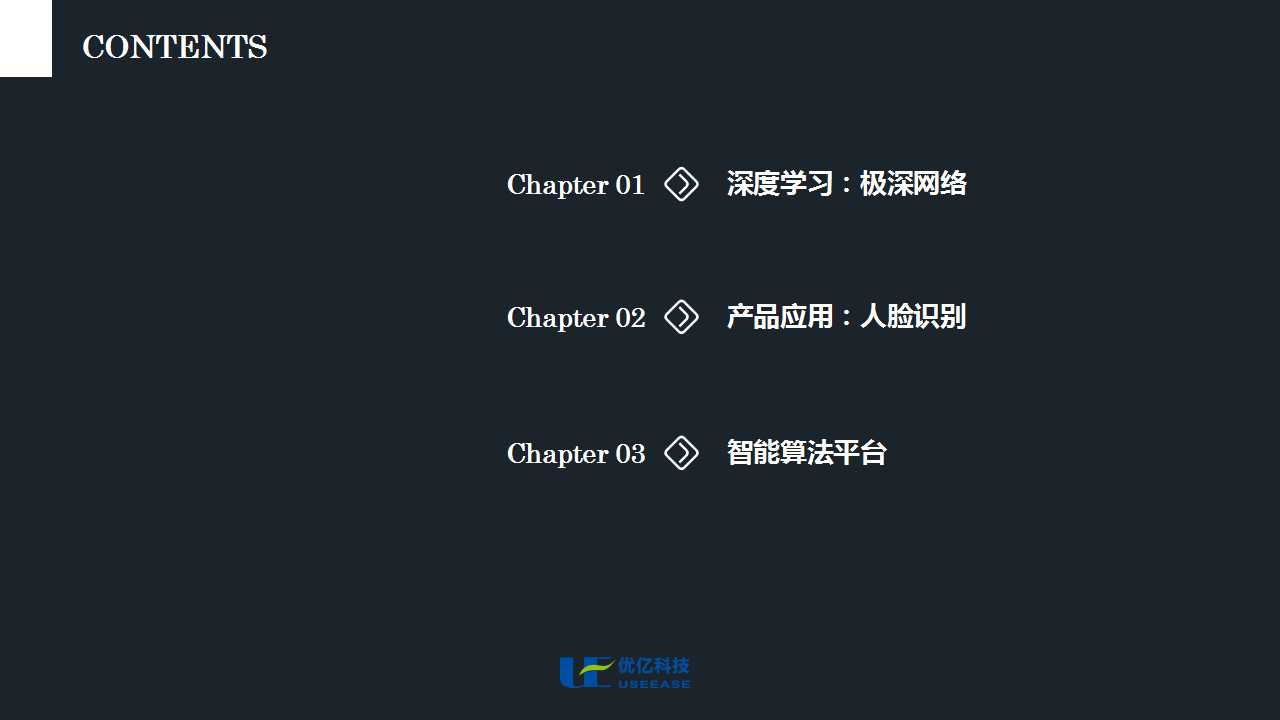 CONTENTS
Chapter 01 深度学习：极深网络
Chapter 02 产品应用：人脸识别
Chapter 03 智能算法平台
UE 优亿科技
USEEASE